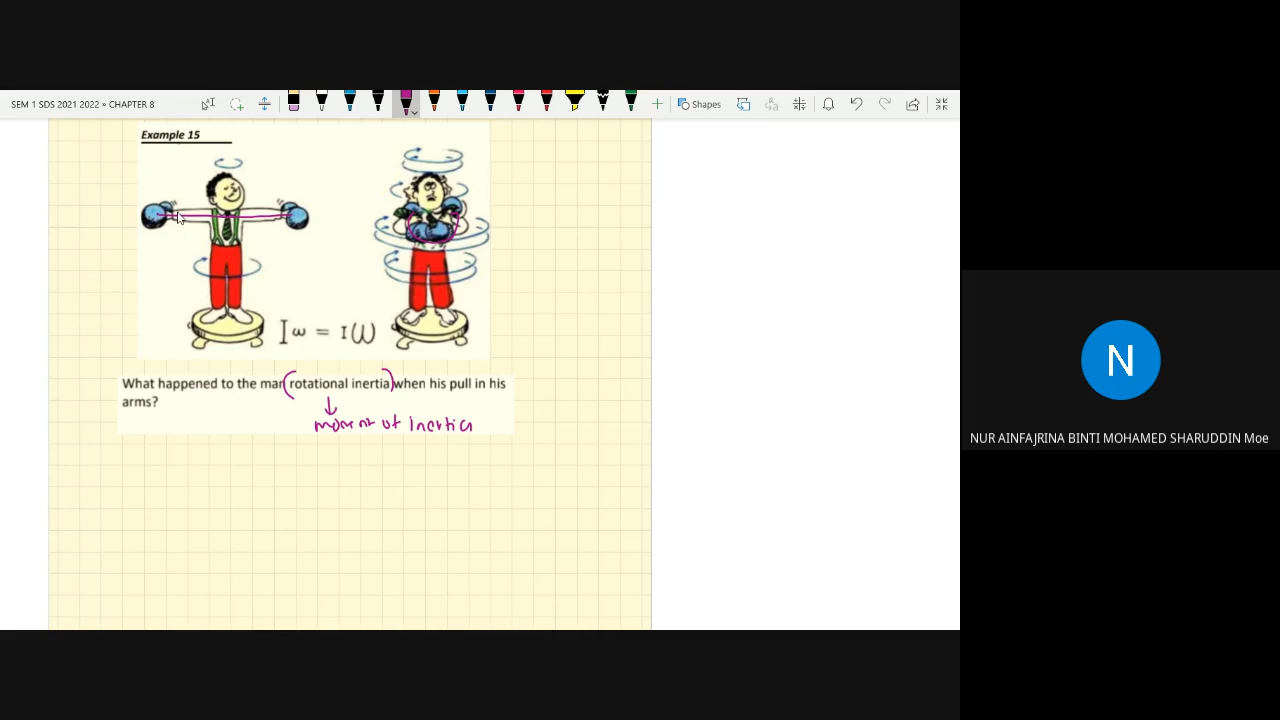 SEM 1 SDS 2021 2022 » CHAPTER 8
Shapes
Example 15
Iω = Iω
What happened to the man rotational inertia when his pull in his
arms?
moment of inertia
N
NUR AINFAJRINA BINTI MOHAMED SHARUDDIN Moe